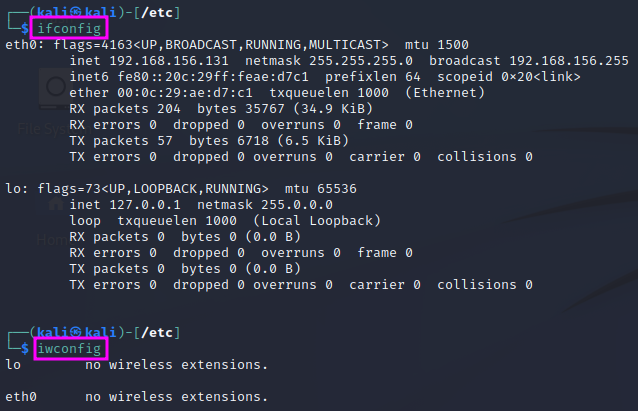 ┌──(kali㉿kali)-[/etc]
└─$ ifconfig
eth0: flags=4163<UP,BROADCAST,RUNNING,MULTICAST>  mtu 1500
        inet 192.168.156.131  netmask 255.255.255.0  broadcast 192.168.156.255
        inet6 fe80::20c:29ff:feae:d7c1  prefixlen 64  scopeid 0×20<link>
        ether 00:0c:29:ae:d7:c1  txqueuelen 1000  (Ethernet)
        RX packets 204  bytes 35767 (34.9 KiB)
        RX errors 0  dropped 0  overruns 0  frame 0
        TX packets 57  bytes 6718 (6.5 KiB)
        TX errors 0  dropped 0 overruns 0  carrier 0  collisions 0

lo: flags=73<UP,LOOPBACK,RUNNING>  mtu 65536
        inet 127.0.0.1  netmask 255.0.0.0
        loop  txqueuelen 1000  (Local Loopback)
        RX packets 0  bytes 0 (0.0 B)
        RX errors 0  dropped 0  overruns 0  frame 0
        TX packets 0  bytes 0 (0.0 B)
        TX errors 0  dropped 0 overruns 0  carrier 0  collisions 0

┌──(kali㉿kali)-[/etc]
└─$ iwconfig
lo        no wireless extensions.

eth0      no wireless extensions.